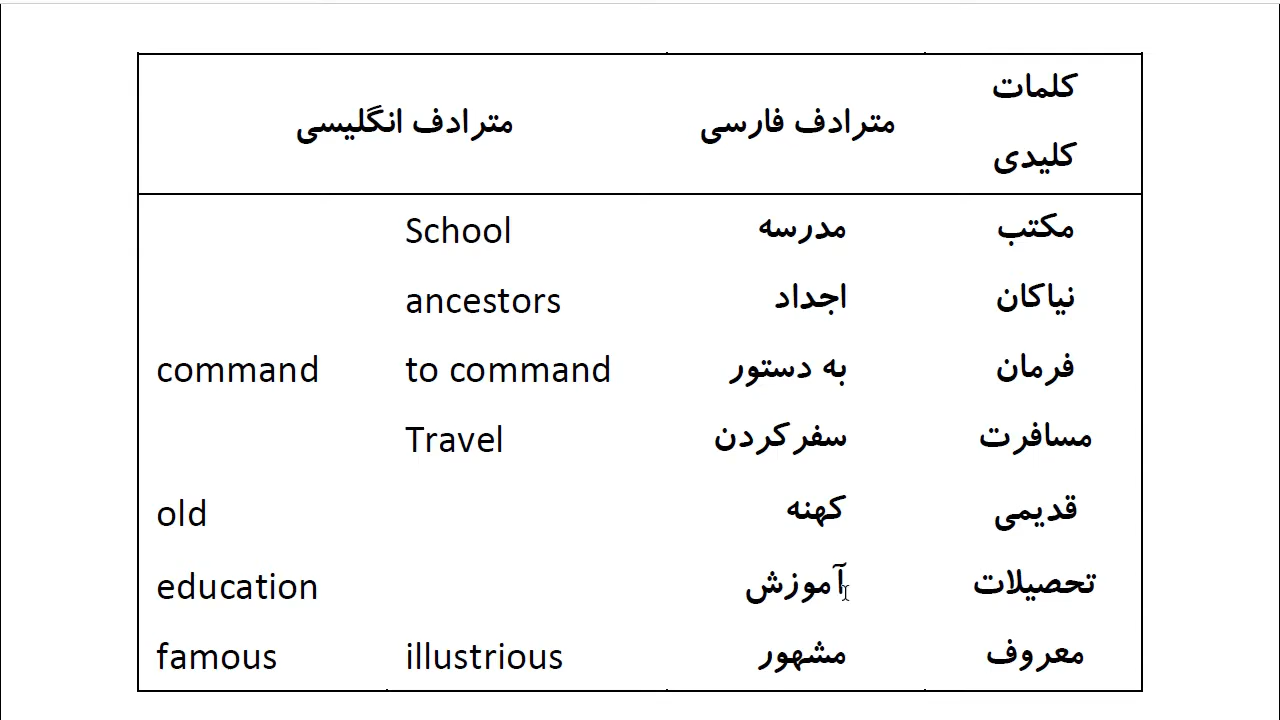 کلمات کلیدی مترادف فارسی مترادف انگلیسی
مکتب مدرسه School
نیاکان اجداد ancestors
فرمان به دستور to command command
مسافرت سفرکردن Travel
قدیمی کهنه old
تحصیلات آموزش education
معروف مشهور illustrious famous